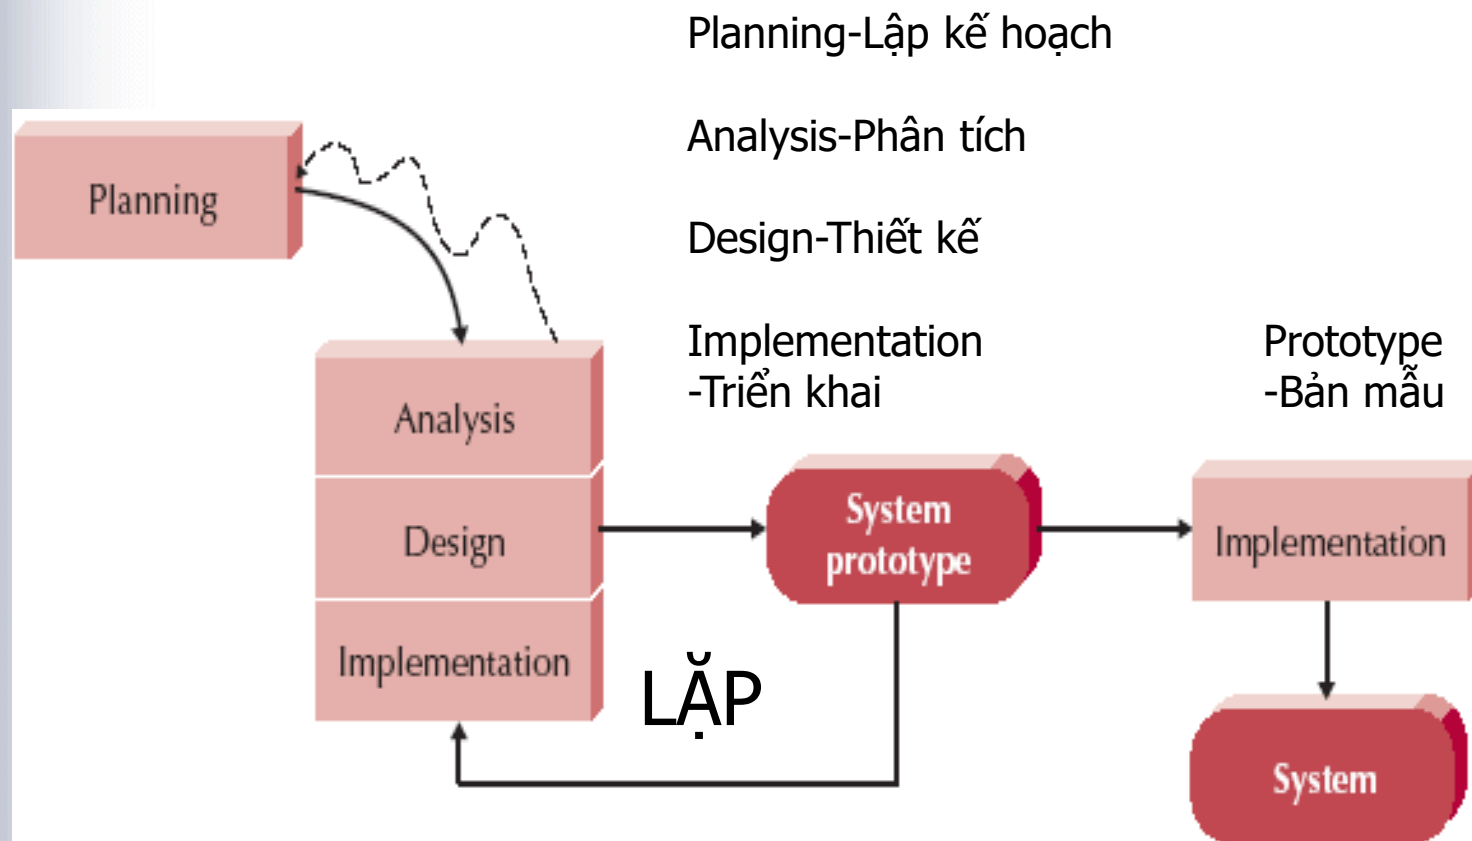 Planning-Lập kế hoạch
Analysis-Phân tích
Design-Thiết kế
Implementation
-Triển khai
Prototype
-Bản mẫu
Planning
Analysis
Design
Implementation
System
prototype
Implementation
LẶP
System